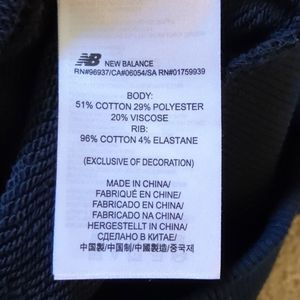 NB NEW BALANCE
RN#96937/CA#06054/SA RN#01759939
BODY:
51% COTTON 29% POLYESTER
20% VISCOSE
RIB:
96% COTTON 4% ELASTANE
(EXCLUSIVE OF DECORATION)
MADE IN CHINA/
FABRIQUÉ EN CHINE/
FABRICADO EN CHINA/
FABRICADO NA CHINA/
HERGESTELLT IN CHINA/
СДЕЛАНО В КИТАЕ/
中国製/中国制/中國製造/중국제